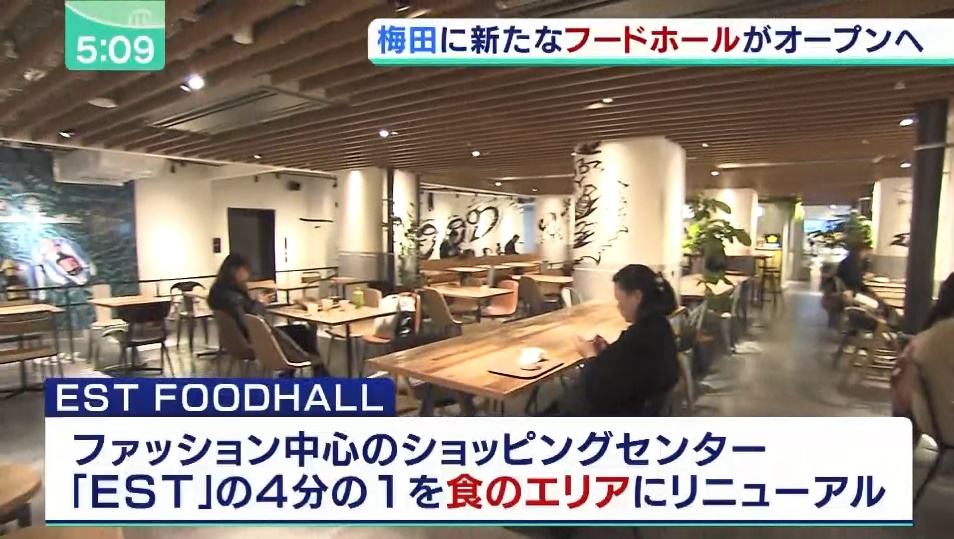 5:09
梅田に新たなフードホールがオープンへ
EST FOODHALL
ファッション中心のショッピングセンター
「EST」の4分の1を食のエリアにリニューアル